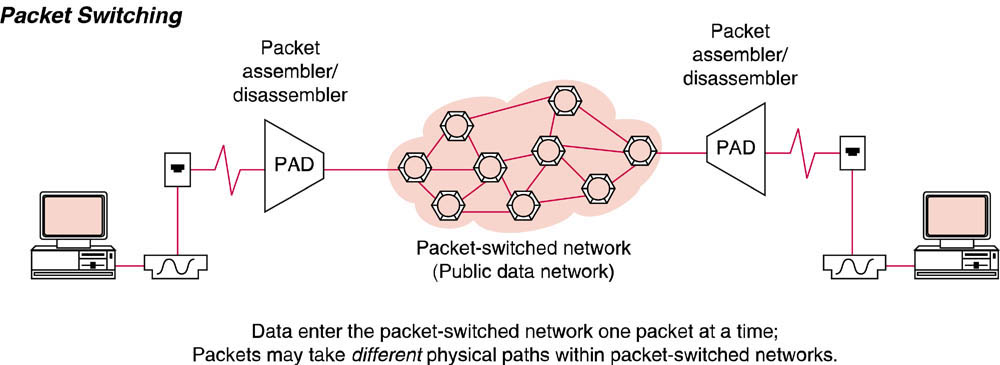 Packet Switching
Packet
assembler/
disassembler
PAD
Packet
assembler/
disassembler
PAD
Packet-switched network
(Public data network)
Data enter the packet-switched network one packet at a time;
Packets may take different physical paths within packet-switched networks.